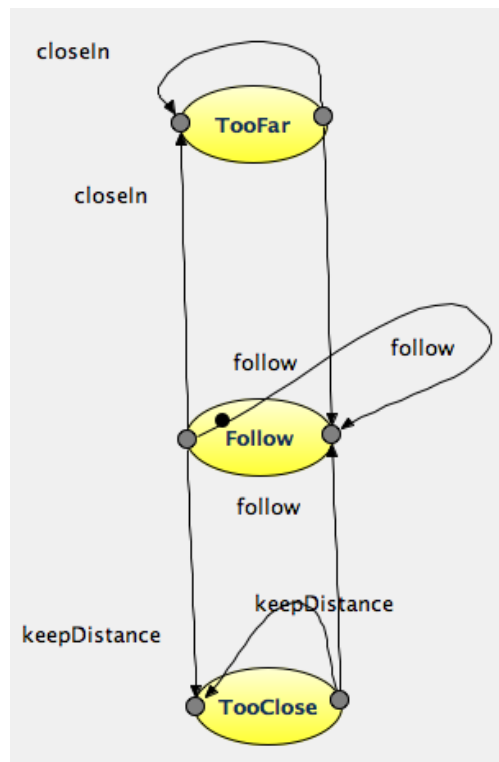 closeIn
TooFar
closeIn
follow
follow
Follow
follow
keepDistance
keepDistance
TooClose